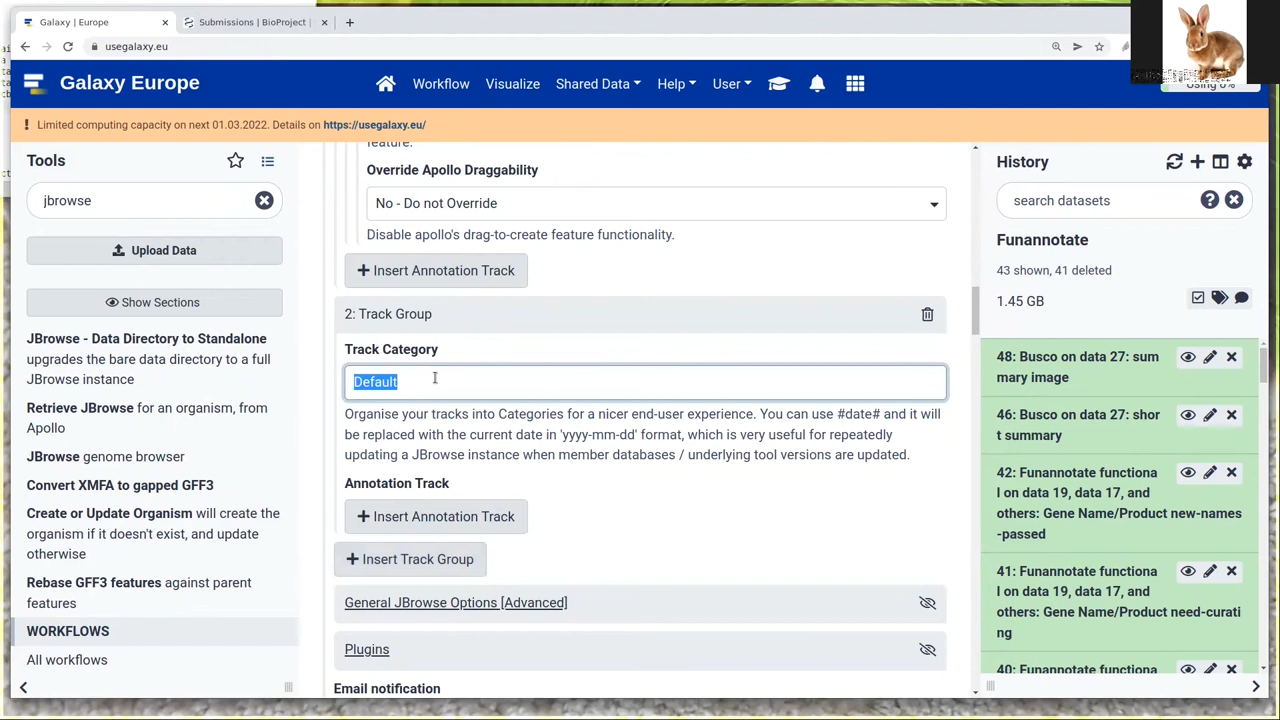 Galaxy | Europe
Submissions | BioProject |
usegalaxy.eu
Galaxy Europe
Workflow
Visualize
Shared Data
Help
User
Limited computing capacity on next 01.03.2022. Details on https://usegalaxy.eu/
Tools
jbrowse
Upload Data
Show Sections
JBrowse - Data Directory to Standalone
upgrades the bare data directory to a full
JBrowse instance
Retrieve JBrowse for an organism, from
Apollo
JBrowse genome browser
Convert XMFA to gapped GFF3
Create or Update Organism will create the
organism if it doesn't exist, and update
otherwise
Rebase GFF3 features against parent
features
WORKFLOWS
All workflows
feature.
Override Apollo Draggability
No - Do not Override
Disable apollo's drag-to-create feature functionality.
Insert Annotation Track
2: Track Group
Track Category
Default
Organise your tracks into Categories for a nicer end-user experience. You can use #date# and it will
be replaced with the current date in 'yyyy-mm-dd' format, which is very useful for repeatedly
updating a JBrowse instance when member databases / underlying tool versions are updated.
Annotation Track
Insert Annotation Track
Insert Track Group
General JBrowse Options [Advanced]
Plugins
Email notification
History
search datasets
Funannotate
43 shown, 41 deleted
1.45 GB
48: Busco on data 27: sum
mary image
46: Busco on data 27: shor
t summary
42: Funannotate functiona
l on data 19, data 17, and
others: Gene Name/Product new-names
-passed
41: Funannotate functiona
l on data 19, data 17, and
others: Gene Name/Product need-curati
ng
40: Funannotate functiona